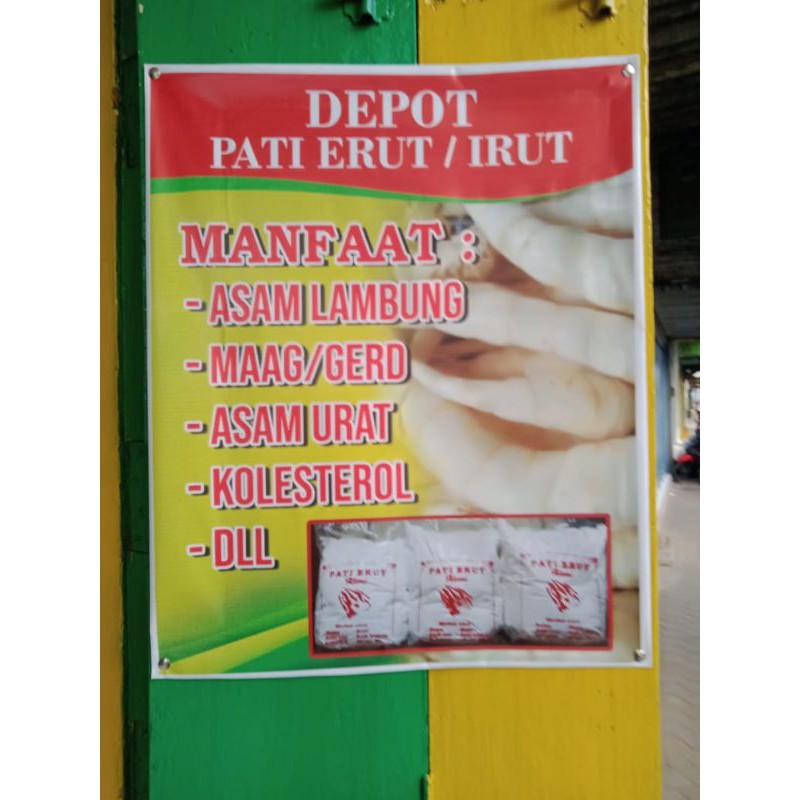 DEPOT
PATI ERUT / IRUT
MANFAAT :
- ASAM LAMBUNG
- MAAG/GERD
- ASAM URAT
- KOLESTEROL
- DLL
PATI ERUT
PATI ERUT
PATI ERUT